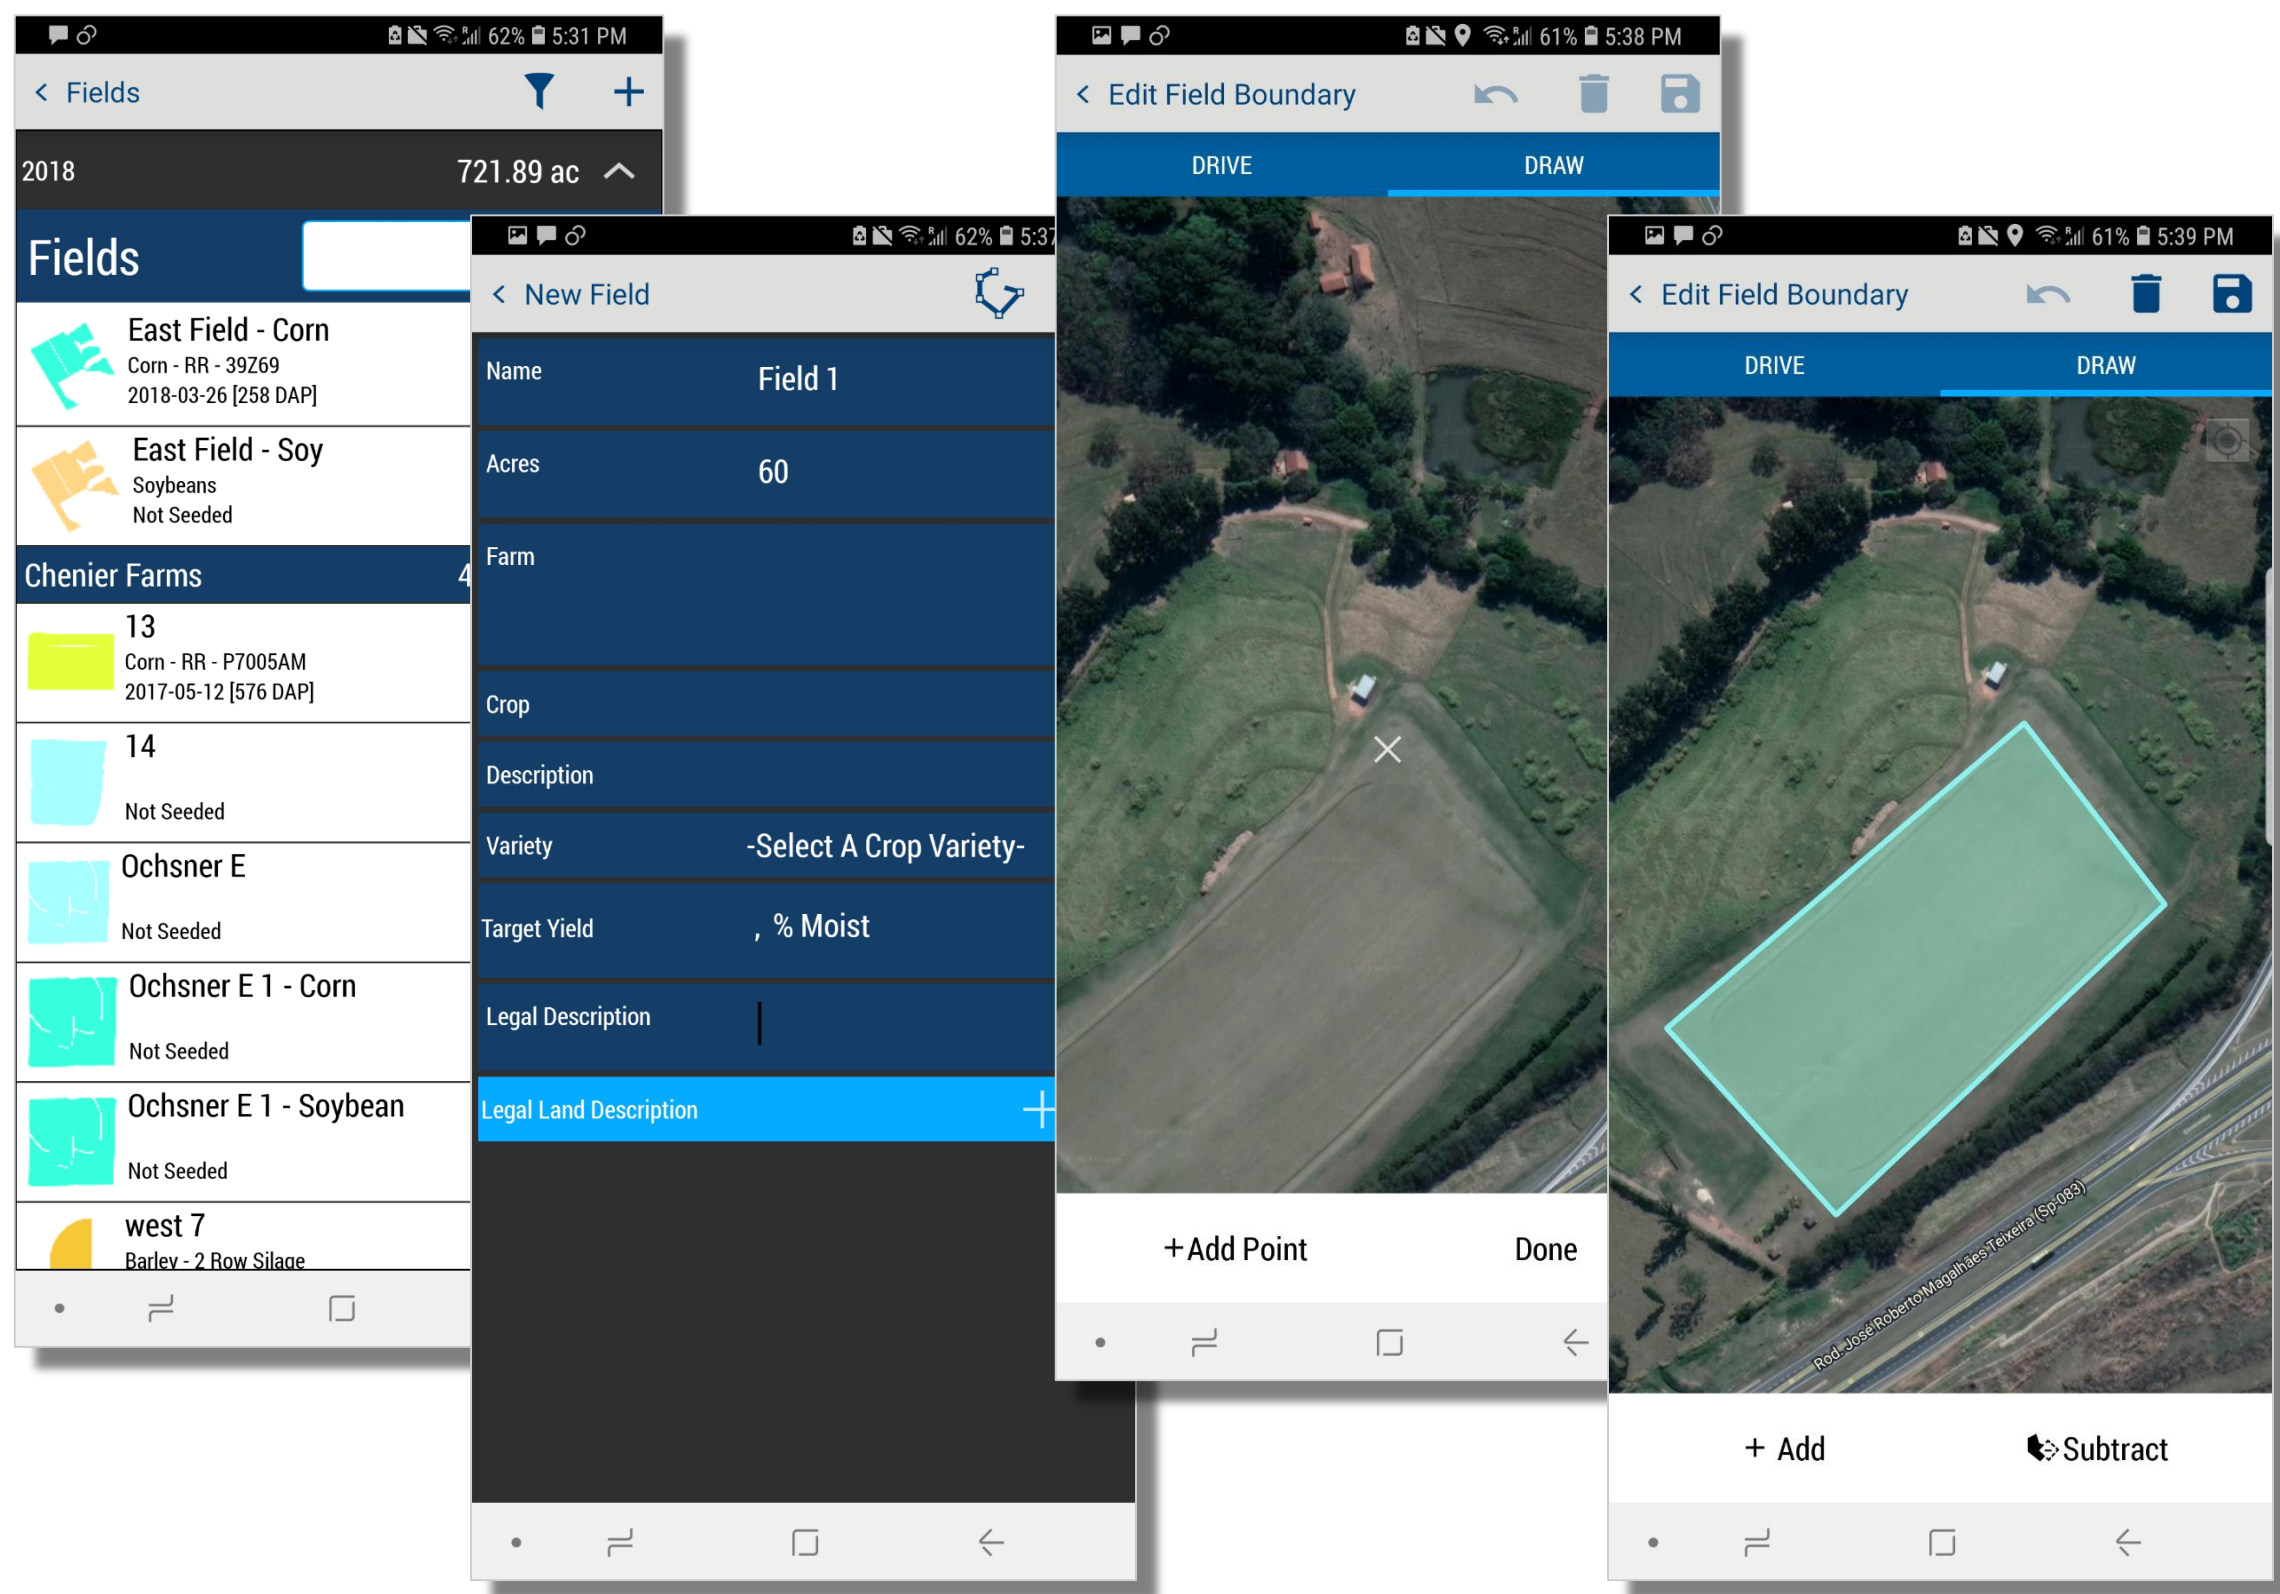 62% 5:31 PM
Fields
2018 721.89 ac
Fields
East Field - Corn
Corn - RR - 39Z69
2018-03-26 [258 DAP]
East Field - Soy
Soybeans
Not Seeded
Chenier Farms 4
13
Corn - RR - P7005AM
2017-05-12 [576 DAP]
14
Not Seeded
Ochsner E
Not Seeded
Ochsner E 1 - Corn
Not Seeded
Ochsner E 1 - Soybean
Not Seeded
west 7
Barley - 2 Row Silage
62% 5:37
New Field
Name Field 1
Acres 60
Farm
Crop
Description
Variety -Select A Crop Variety-
Target Yield , % Moist
Legal Description
Legal Land Description +
61% 5:38 PM
Edit Field Boundary
DRIVE DRAW
+Add Point Done
61% 5:39 PM
Edit Field Boundary
DRIVE DRAW
Rod. José Roberto Magalhães Teixeira (Sp-083)
+ Add Subtract